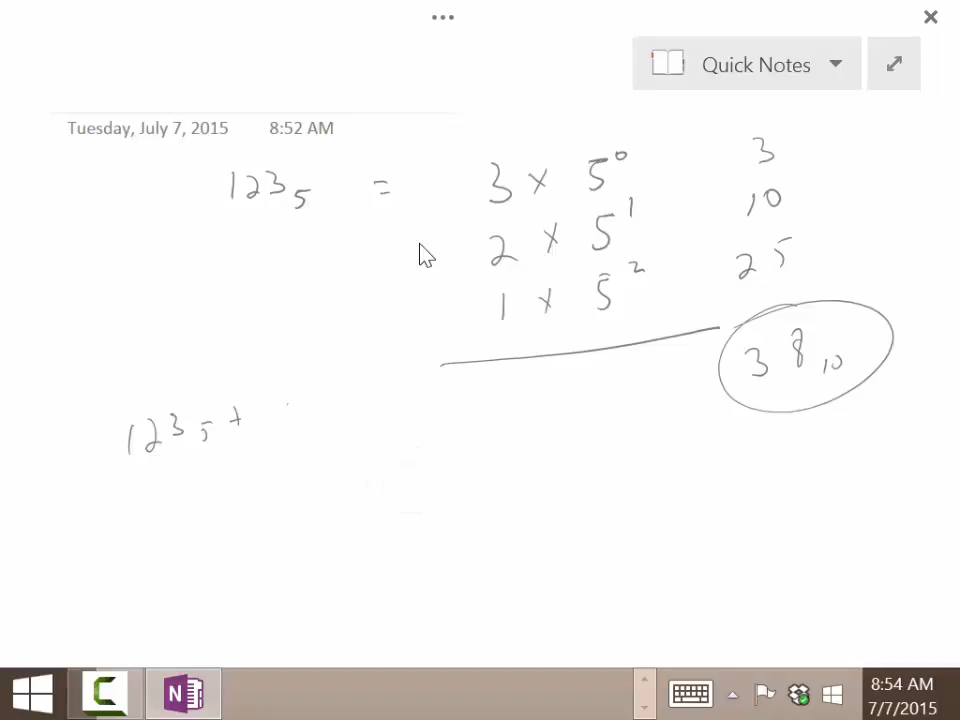 Quick Notes
Tuesday, July 7, 2015 8:52 AM
123₅ = 3 × 5⁰ 3
2 × 5¹ 10
1 × 5² 25
38₁₀
123₅ +
8:54 AM
7/7/2015